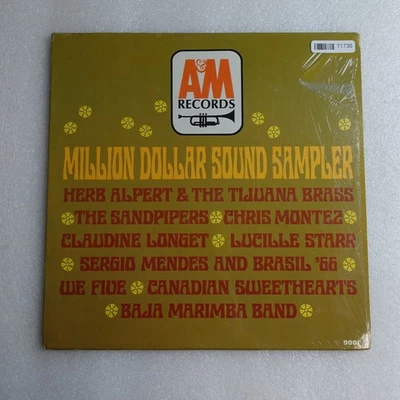 71736
A&M
RECORDS
MILLION DOLLAR SOUND SAMPLER
HERB ALPERT & THE TIJUANA BRASS
THE SANDPIPERS CHRIS MONTEZ
CLAUDINE LONGET LUCILLE STARR
SERGIO MENDES AND BRASIL '66
WE FIVE CANADIAN SWEETHEARTS
BAJA MARIMBA BAND